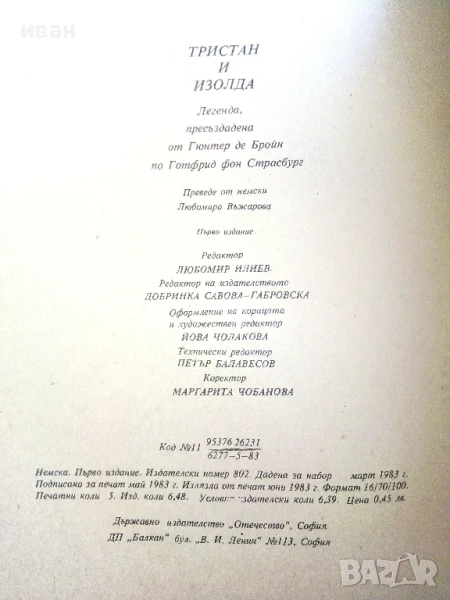 иван
ТРИСТАН
И
ИЗОЛДА
Легенда,
пресъздадена
от Гюнтер де Бройн
по Готфрид фон Страсбург
Преведе от немски
Любомира Въжарова
Първо издание
Редактор
ЛЮБОМИР ИЛИЕВ
Редактор на издателството
ДОБРИНКА САВОВА-ГАБРОВСКА
Оформление на корицата
и художествен редактор
ЙОВА ЧОЛАКОВА
Технически редактор
ПЕТЪР БАЛАВЕСОВ
Коректор
МАРГАРИТА ЧОБАНОВА
Код №11 95376 26231
6277-5-83
Немска. Първо издание. Издателски номер 802. Дадена за набор март 1983 г.
Подписана за печат май 1983 г. Излязла от печат юни 1983 г. Формат 16/70/100.
Печатни коли 5. Изд. коли 6,48. Условно издателски коли 6,39. Цена 0,45 лв.
Държавно издателство „Отечество", София
ДП „Балкан" бул. „В. И. Ленин" №113, София
BAZAR